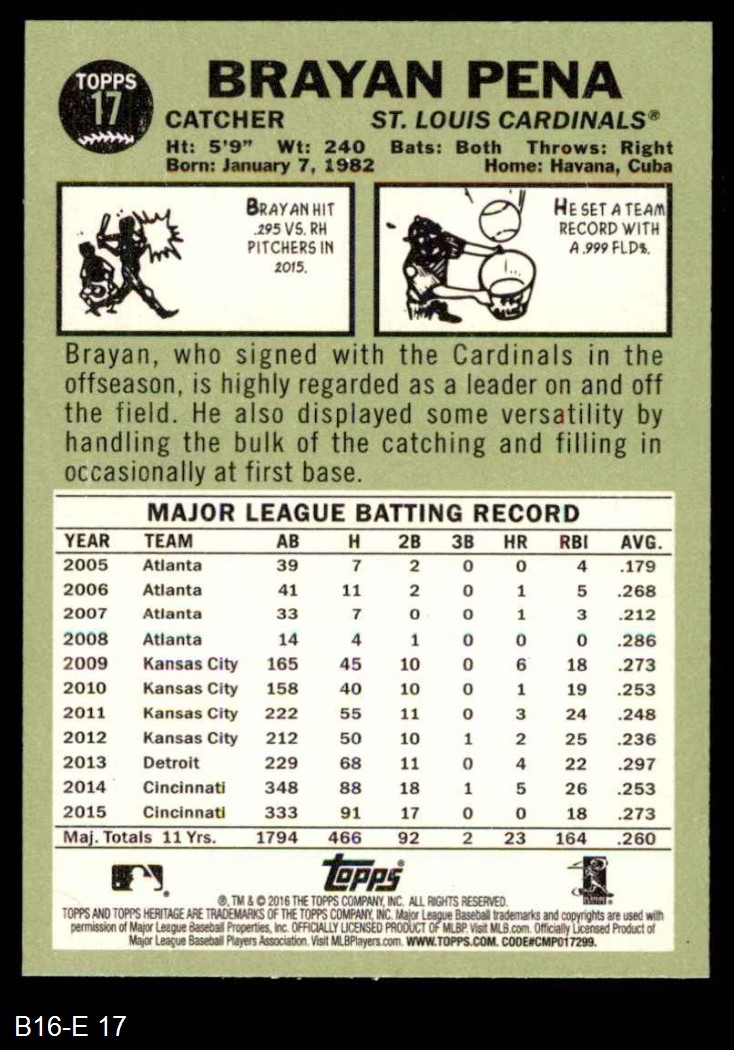 TOPPS
17
BRAYAN PENA
CATCHER ST. LOUIS CARDINALS®
Ht: 5'9" Wt: 240 Bats: Both Throws: Right
Born: January 7, 1982 Home: Havana, Cuba
BRAYAN HIT
.295 VS. RH
PITCHERS IN
2015.
HE SET A TEAM
RECORD WITH
A .999 FLD%.
Brayan, who signed with the Cardinals in the
offseason, is highly regarded as a leader on and off
the field. He also displayed some versatility by
handling the bulk of the catching and filling in
occasionally at first base.
MAJOR LEAGUE BATTING RECORD
YEAR TEAM AB H 2B 3B HR RBI AVG.
2005 Atlanta 39 7 2 0 0 4 .179
2006 Atlanta 41 11 2 0 1 5 .268
2007 Atlanta 33 7 0 0 1 3 .212
2008 Atlanta 14 4 1 0 0 0 .286
2009 Kansas City 165 45 10 0 6 18 .273
2010 Kansas City 158 40 10 0 1 19 .253
2011 Kansas City 222 55 11 0 3 24 .248
2012 Kansas City 212 50 10 1 2 25 .236
2013 Detroit 229 68 11 0 4 22 .297
2014 Cincinnati 348 88 18 1 5 26 .253
2015 Cincinnati 333 91 17 0 0 18 .273
Maj. Totals 11 Yrs. 1794 466 92 2 23 164 .260
topps®
®, TM & © 2016 THE TOPPS COMPANY, INC. ALL RIGHTS RESERVED.
TOPPS AND TOPPS HERITAGE ARE TRADEMARKS OF THE TOPPS COMPANY, INC. Major League Baseball trademarks and copyrights are used with
permission of Major League Baseball Properties, Inc. OFFICIALLY LICENSED PRODUCT OF MLBP. Visit MLB.com. Officially Licensed Product of
Major League Baseball Players Association. Visit MLBPlayers.com. WWW.TOPPS.COM. CODE#CMP017299.
B16-E 17